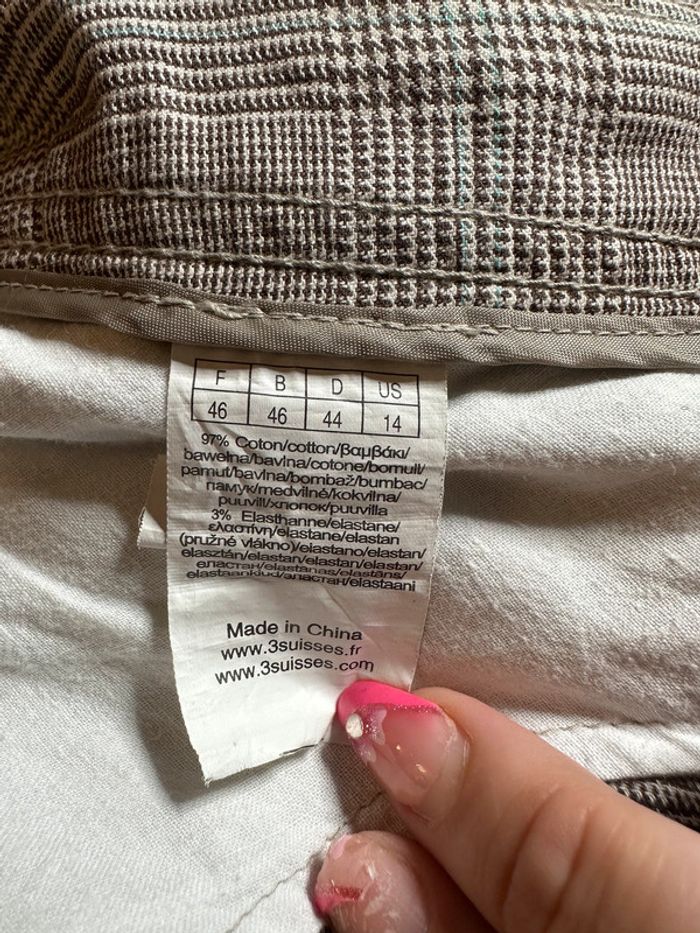 F B D US
46 46 44 14
97% Coton/cotton/βαμβάκι/
bawełna/bavlna/cotone/bomull/
pamut/bavlna/bombaž/bumbac/
памук/medvilnė/kokvilna/
puuvill/хлопок/puuvilla
3% Elasthanne/elastane/
ελαστίνη/elastane/elastan
(pružné vlákno)/elastano/elastan/
elasztán/elastan/elastan/elastan/
еластан/elastanas/elastāns/
elastaankiud/эластан/elastaani
Made in China
www.3suisses.fr
www.3suisses.com